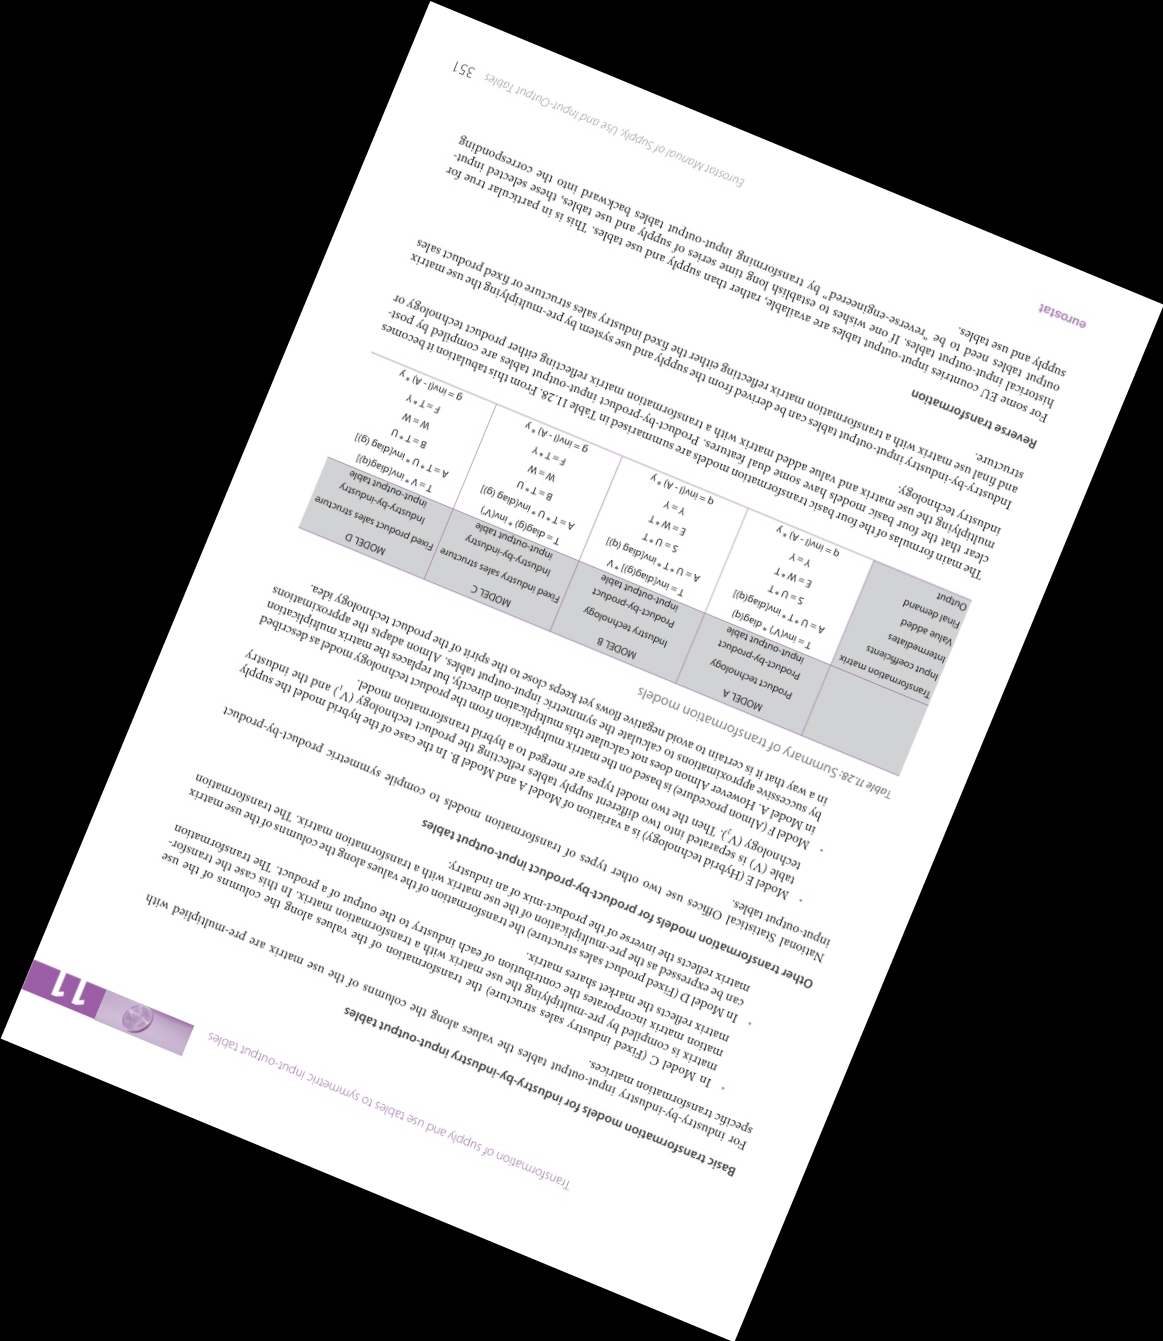 Transformation of supply and use tables to symmetric input-output tables
11
Basic transformation models for industry-by-industry input-output tables
For industry-by-industry input-output tables the values along the columns of the use matrix are pre-multiplied with
specific transformation matrices.
• In Model C (Fixed industry sales structure) the transformation of the values along the columns of the use
matrix is compiled by pre-multiplying the use matrix with a transformation matrix. In this case the transfor-
mation matrix incorporates the contribution of each industry to the output of a product. The transformation
matrix reflects the market shares matrix.
• In Model D (Fixed product sales structure) the transformation of the values along the columns of the use matrix
can be expressed as the pre-multiplication of the use matrix with a transformation matrix. The transformation
matrix reflects the inverse of the product-mix of an industry.
Other transformation models for product-by-product input-output tables
National Statistical Offices use two other types of transformation models to compile symmetric product-by-product
input-output tables.
• Model E (Hybrid technology) is a variation of Model A and Model B. In the case of the hybrid model the supply
table (V) is separated into two different supply tables reflecting the product technology (V₁) and the industry
technology (V₂). Then the two model types are merged to a hybrid transformation model.
• Model F (Almon procedure) is based on the matrix multiplication from the product technology model as described
in Model A. However Almon does not calculate this multiplication directly, but replaces the matrix multiplication
by successive approximations to calculate the symmetric input-output tables. Almon adapts the approximations
in a way that it is certain to avoid negative flows yet keeps close to the spirit of the product technology idea.
Table 11.28: Summary of transformation models
MODEL A MODEL B MODEL C MODEL D
Product technology Industry technology Fixed industry sales structure Fixed product sales structure
Product-by-product Product-by-product Industry-by-industry Industry-by-industry
input-output table input-output table input-output table input-output table
Transformation matrix T = inv(V') * diag(q) T = inv[diag(g)] * V T = diag(g) * inv(V') T = V * inv[diag(q)]
Input coefficients A = U * T * inv[diag(q)] A = U * T * inv[diag (q)] A = T * U * inv[diag (g)] A = T * U * inv[diag (g)]
Intermediates S = U * T S = U * T B = T * U B = T * U
Value added E = W * T E = W * T W = W W = W
Final demand Y = Y Y = Y F = T * Y F = T * Y
Output q = inv(I - A) * y q = inv(I - A) * y g = inv(I - A) * y g = inv(I - A) * y
The main formulas of the four basic transformation models are summarised in Table 11.28. From this tabulation it becomes
clear that the four basic models have some dual features. Product-by-product input-output tables are compiled by post-
multiplying the use matrix and value added matrix with a transformation matrix reflecting either product technology or
industry technology.
Industry-by-industry input-output tables can be derived from the supply and use system by pre-multiplying the use matrix
and final use matrix with a transformation matrix reflecting either the fixed industry sales structure or fixed product sales
structure.
Reverse transformation
For some EU countries input-output tables are available, rather than supply and use tables. This is in particular true for
historical input-output tables. If one wishes to establish long time series of supply and use tables, these selected input-
output tables need to be "reverse-engineered" by transforming input-output tables backward into the corresponding
supply and use tables.
eurostat
Eurostat Manual of Supply, Use and Input-Output Tables
351